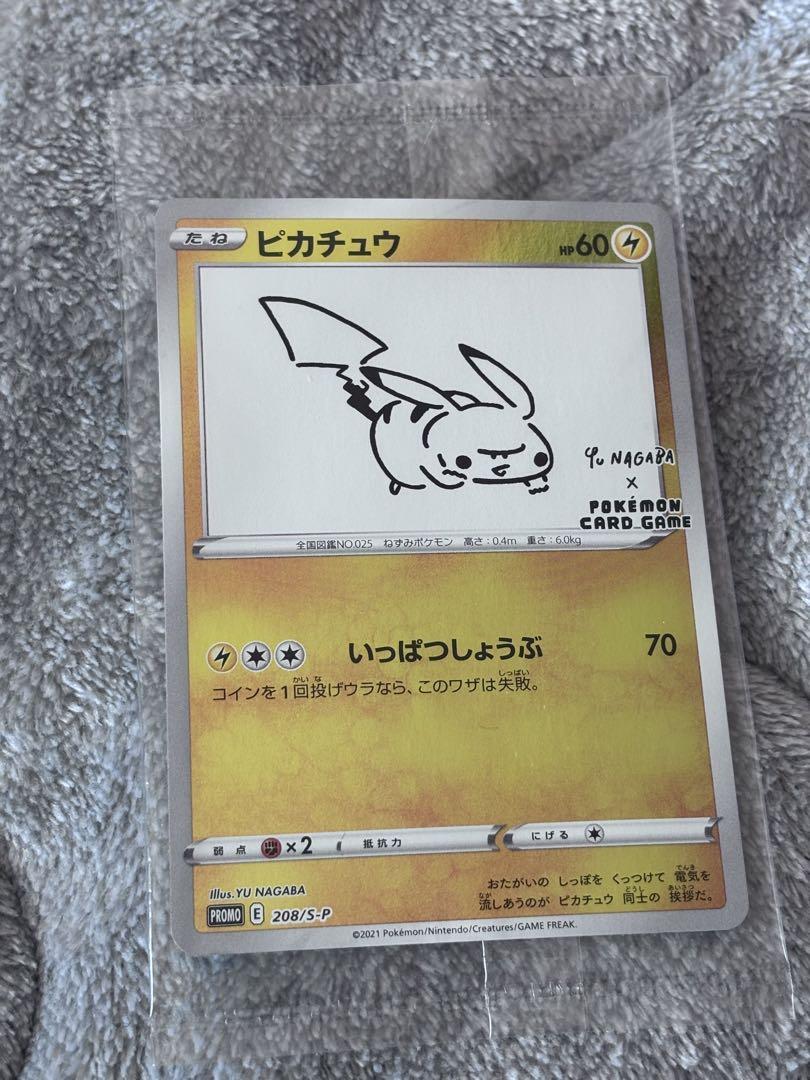 たね ピカチュウ HP60
Yu NAGABA
×
POKÉMON
CARD GAME
全国図鑑NO.025 ねずみポケモン 高さ:0.4m 重さ:6.0kg
いっぱつしょうぶ 70
コインを1回投げウラなら、このワザは失敗。
弱点 ×2 抵抗力 にげる
Illus.YU NAGABA
おたがいの しっぽを くっつけて 電気を
流しあうのが ピカチュウ 同士の 挨拶だ。
PROMO E 208/S-P
©2021 Pokémon/Nintendo/Creatures/GAME FREAK.